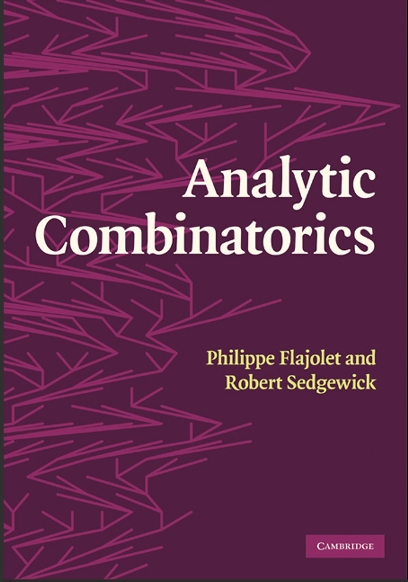 Analytic
Combinatorics
Philippe Flajolet and
Robert Sedgewick
CAMBRIDGE